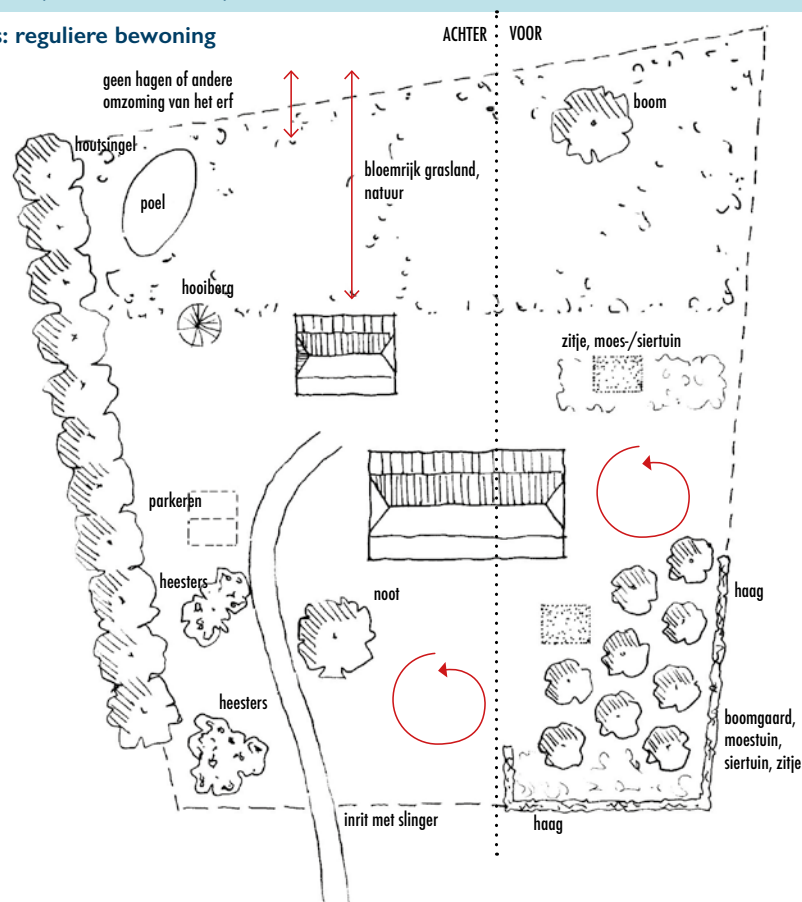 s: reguliere bewoning
ACHTER
VOOR
geen hagen of andere
omzoming van het erf
boom
houtsingel
bloemrijk grasland,
natuur
poel
hooiberg
zitje, moes-/siertuin
parkeren
heesters
noot
haag
heesters
boomgaard,
moestuin,
siertuin, zitje
inrit met slinger
haag